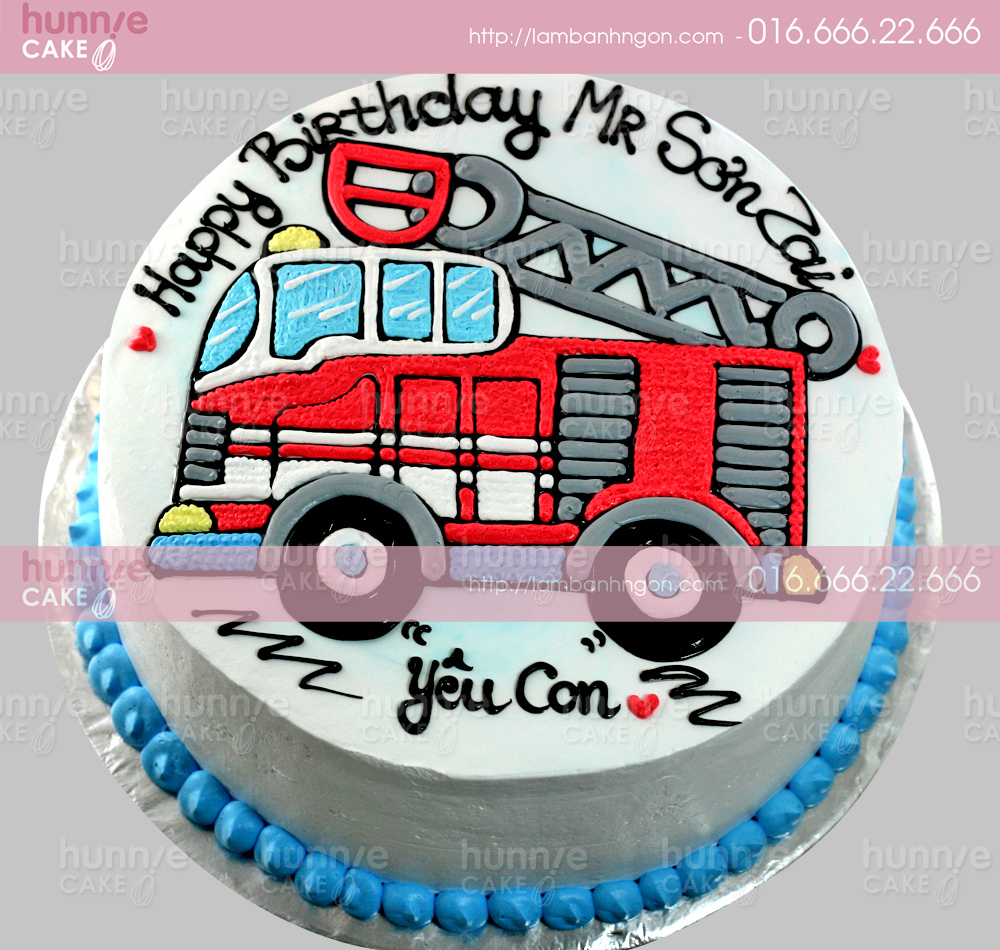 hunnie
CAKE
http://lambanhngon.com - 016.666.22.666
Happy Birthday MR Sơn Zai
hunnie
CAKE
http://lambanhngon.com - 016.666.22.666
"Yêu Con"